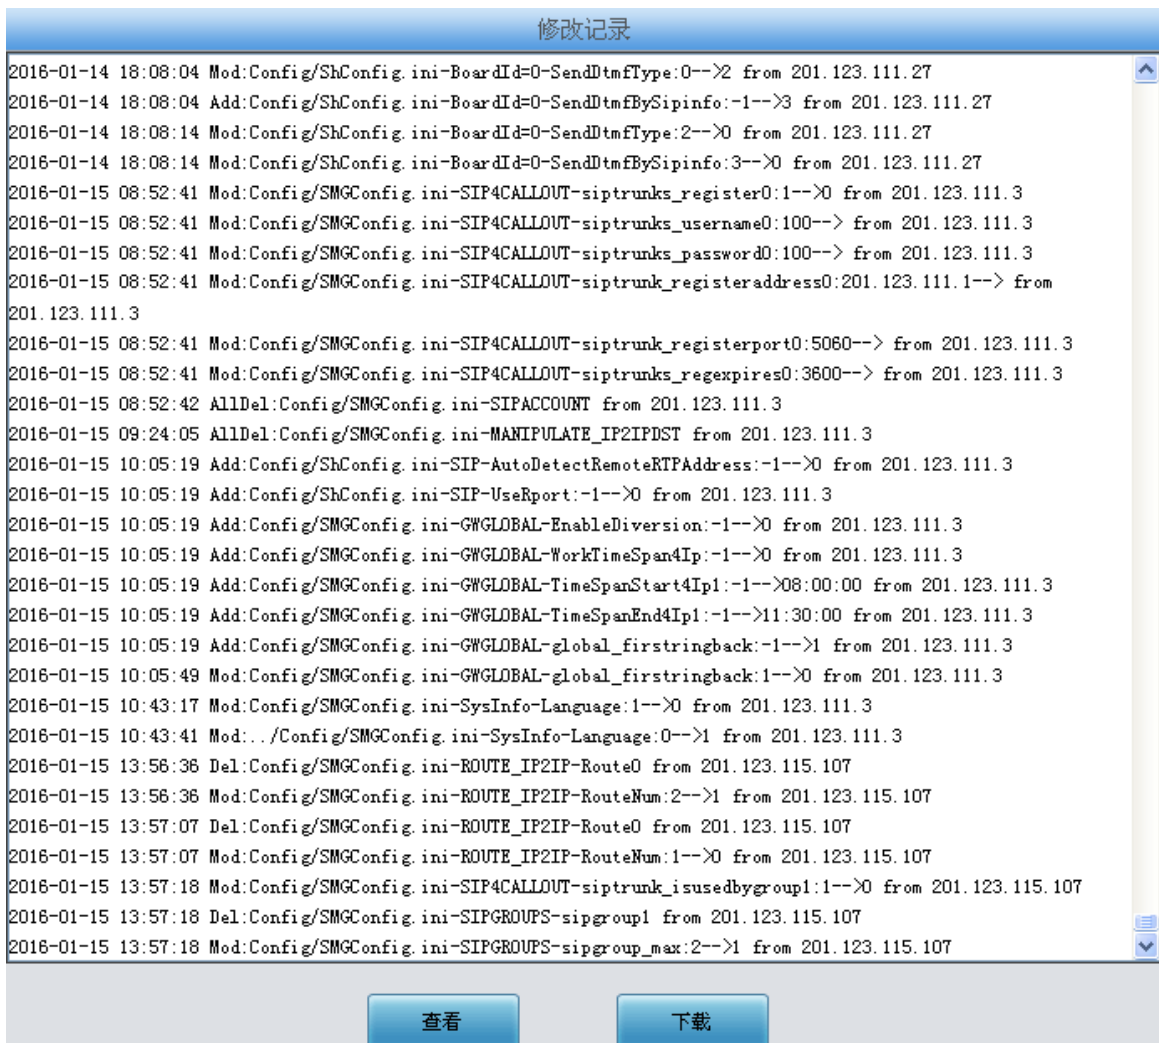 修改记录
2016-01-14 18:08:04 Mod:Config/ShConfig.ini-BoardId=0-SendDtmfType:0-->2 from 201.123.111.27
2016-01-14 18:08:04 Add:Config/ShConfig.ini-BoardId=0-SendDtmfBySipinfo:-1-->3 from 201.123.111.27
2016-01-14 18:08:14 Mod:Config/ShConfig.ini-BoardId=0-SendDtmfType:2-->0 from 201.123.111.27
2016-01-14 18:08:14 Mod:Config/ShConfig.ini-BoardId=0-SendDtmfBySipinfo:3-->0 from 201.123.111.27
2016-01-15 08:52:41 Mod:Config/SMGConfig.ini-SIP4CALLOUT-siptrunks_register0:1-->0 from 201.123.111.3
2016-01-15 08:52:41 Mod:Config/SMGConfig.ini-SIP4CALLOUT-siptrunks_username0:100--> from 201.123.111.3
2016-01-15 08:52:41 Mod:Config/SMGConfig.ini-SIP4CALLOUT-siptrunks_password0:100--> from 201.123.111.3
2016-01-15 08:52:41 Mod:Config/SMGConfig.ini-SIP4CALLOUT-siptrunk_registeraddress0:201.123.111.1--> from
201.123.111.3
2016-01-15 08:52:41 Mod:Config/SMGConfig.ini-SIP4CALLOUT-siptrunk_registerport0:5060--> from 201.123.111.3
2016-01-15 08:52:41 Mod:Config/SMGConfig.ini-SIP4CALLOUT-siptrunks_regexpires0:3600--> from 201.123.111.3
2016-01-15 08:52:42 AllDel:Config/SMGConfig.ini-SIPACCOUNT from 201.123.111.3
2016-01-15 09:24:05 AllDel:Config/SMGConfig.ini-MANIPULATE_IP2IPDST from 201.123.111.3
2016-01-15 10:05:19 Add:Config/ShConfig.ini-SIP-AutoDetectRemoteRTPAddress:-1-->0 from 201.123.111.3
2016-01-15 10:05:19 Add:Config/ShConfig.ini-SIP-UseRport:-1-->0 from 201.123.111.3
2016-01-15 10:05:19 Add:Config/SMGConfig.ini-GWGLOBAL-EnableDiversion:-1-->0 from 201.123.111.3
2016-01-15 10:05:19 Add:Config/SMGConfig.ini-GWGLOBAL-WorkTimeSpan4Ip:-1-->0 from 201.123.111.3
2016-01-15 10:05:19 Add:Config/SMGConfig.ini-GWGLOBAL-TimeSpanStart4Ip1:-1-->08:00:00 from 201.123.111.3
2016-01-15 10:05:19 Add:Config/SMGConfig.ini-GWGLOBAL-TimeSpanEnd4Ip1:-1-->11:30:00 from 201.123.111.3
2016-01-15 10:05:19 Add:Config/SMGConfig.ini-GWGLOBAL-global_firstringback:-1-->1 from 201.123.111.3
2016-01-15 10:05:49 Mod:Config/SMGConfig.ini-GWGLOBAL-global_firstringback:1-->0 from 201.123.111.3
2016-01-15 10:43:17 Mod:Config/SMGConfig.ini-SysInfo-Language:1-->0 from 201.123.111.3
2016-01-15 10:43:41 Mod:../Config/SMGConfig.ini-SysInfo-Language:0-->1 from 201.123.111.3
2016-01-15 13:56:36 Del:Config/SMGConfig.ini-ROUTE_IP2IP-Route0 from 201.123.115.107
2016-01-15 13:56:36 Mod:Config/SMGConfig.ini-ROUTE_IP2IP-RouteNum:2-->1 from 201.123.115.107
2016-01-15 13:57:07 Del:Config/SMGConfig.ini-ROUTE_IP2IP-Route0 from 201.123.115.107
2016-01-15 13:57:07 Mod:Config/SMGConfig.ini-ROUTE_IP2IP-RouteNum:1-->0 from 201.123.115.107
2016-01-15 13:57:18 Mod:Config/SMGConfig.ini-SIP4CALLOUT-siptrunk_isusedbygroup1:1-->0 from 201.123.115.107
2016-01-15 13:57:18 Del:Config/SMGConfig.ini-SIPGROUPS-sipgroup1 from 201.123.115.107
2016-01-15 13:57:18 Mod:Config/SMGConfig.ini-SIPGROUPS-sipgroup_max:2-->1 from 201.123.115.107
查看 下载